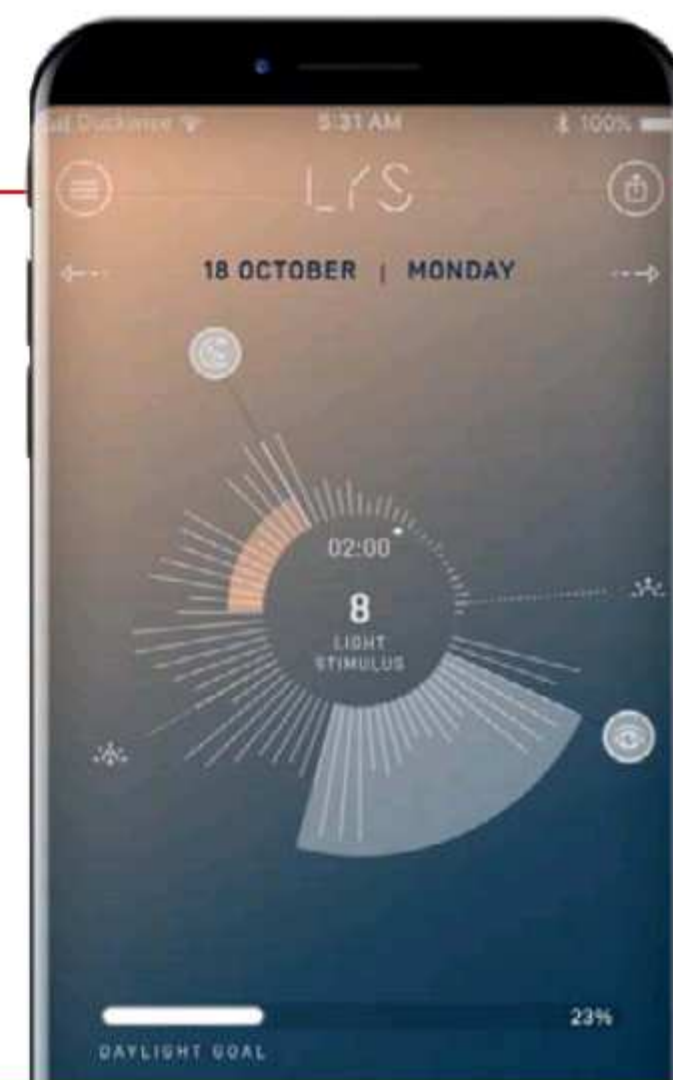 5:31 AM 100%
LYS
18 OCTOBER | MONDAY
02:00
8
LIGHT
STIMULUS
23%
DAYLIGHT GOAL